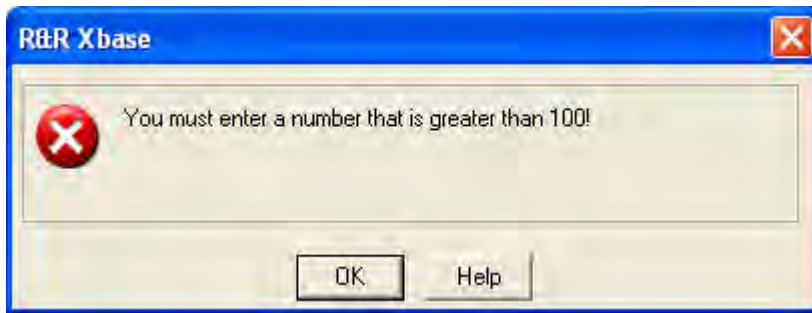 R&R Xbase
You must enter a number that is greater than 100!
OK
Help